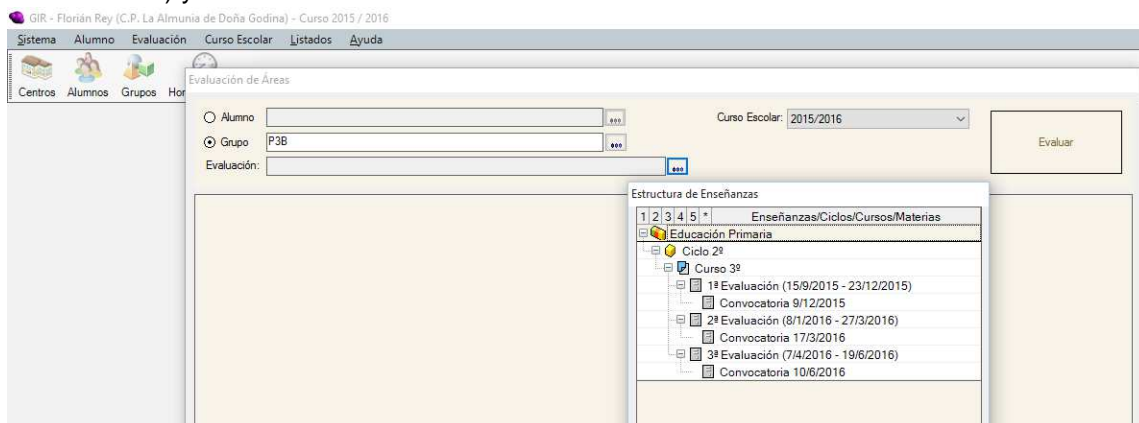 GIR - Florián Rey (C.P. La Almunia de Doña Godina) - Curso 2015 / 2016
Sistema Alumno Evaluación Curso Escolar Listados Ayuda
Centros Alumnos Grupos Hor
Evaluación de Áreas
Alumno ... Curso Escolar: 2015/2016
Grupo P3B ... Evaluar
Evaluación: ...
Estructura de Enseñanzas
1 2 3 4 5 * Enseñanzas/Ciclos/Cursos/Materias
Educación Primaria
Ciclo 2º
Curso 3º
1ª Evaluación (15/9/2015 - 23/12/2015)
Convocatoria 9/12/2015
2ª Evaluación (8/1/2016 - 27/3/2016)
Convocatoria 17/3/2016
3ª Evaluación (7/4/2016 - 19/6/2016)
Convocatoria 10/6/2016